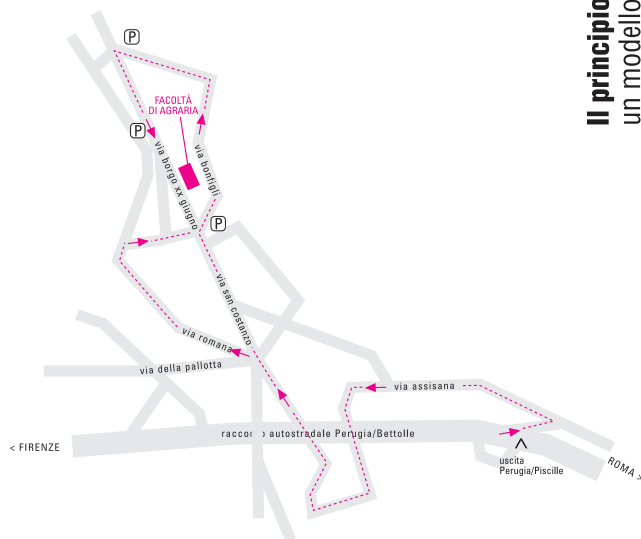 Il principio
un modello
P
FACOLTÀ
DI AGRARIA
P
via borgo xx giugno
via bonfigli
P
via san costanzo
via romana
via della pallotta
via assisana
autostradale Perugia/Bettolle
< FIRENZE
uscita
Perugia/Piscille
ROMA >